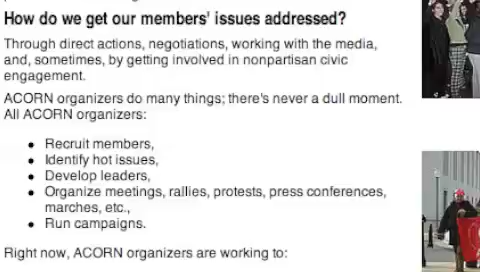 How do we get our members' issues addressed?
Through direct actions, negotiations, working with the media,
and, sometimes, by getting involved in nonpartisan civic
engagement.
ACORN organizers do many things; there's never a dull moment.
All ACORN organizers:
• Recruit members,
• Identify hot issues,
• Develop leaders,
• Organize meetings, rallies, protests, press conferences,
marches, etc.,
• Run campaigns.
Right now, ACORN organizers are working to: